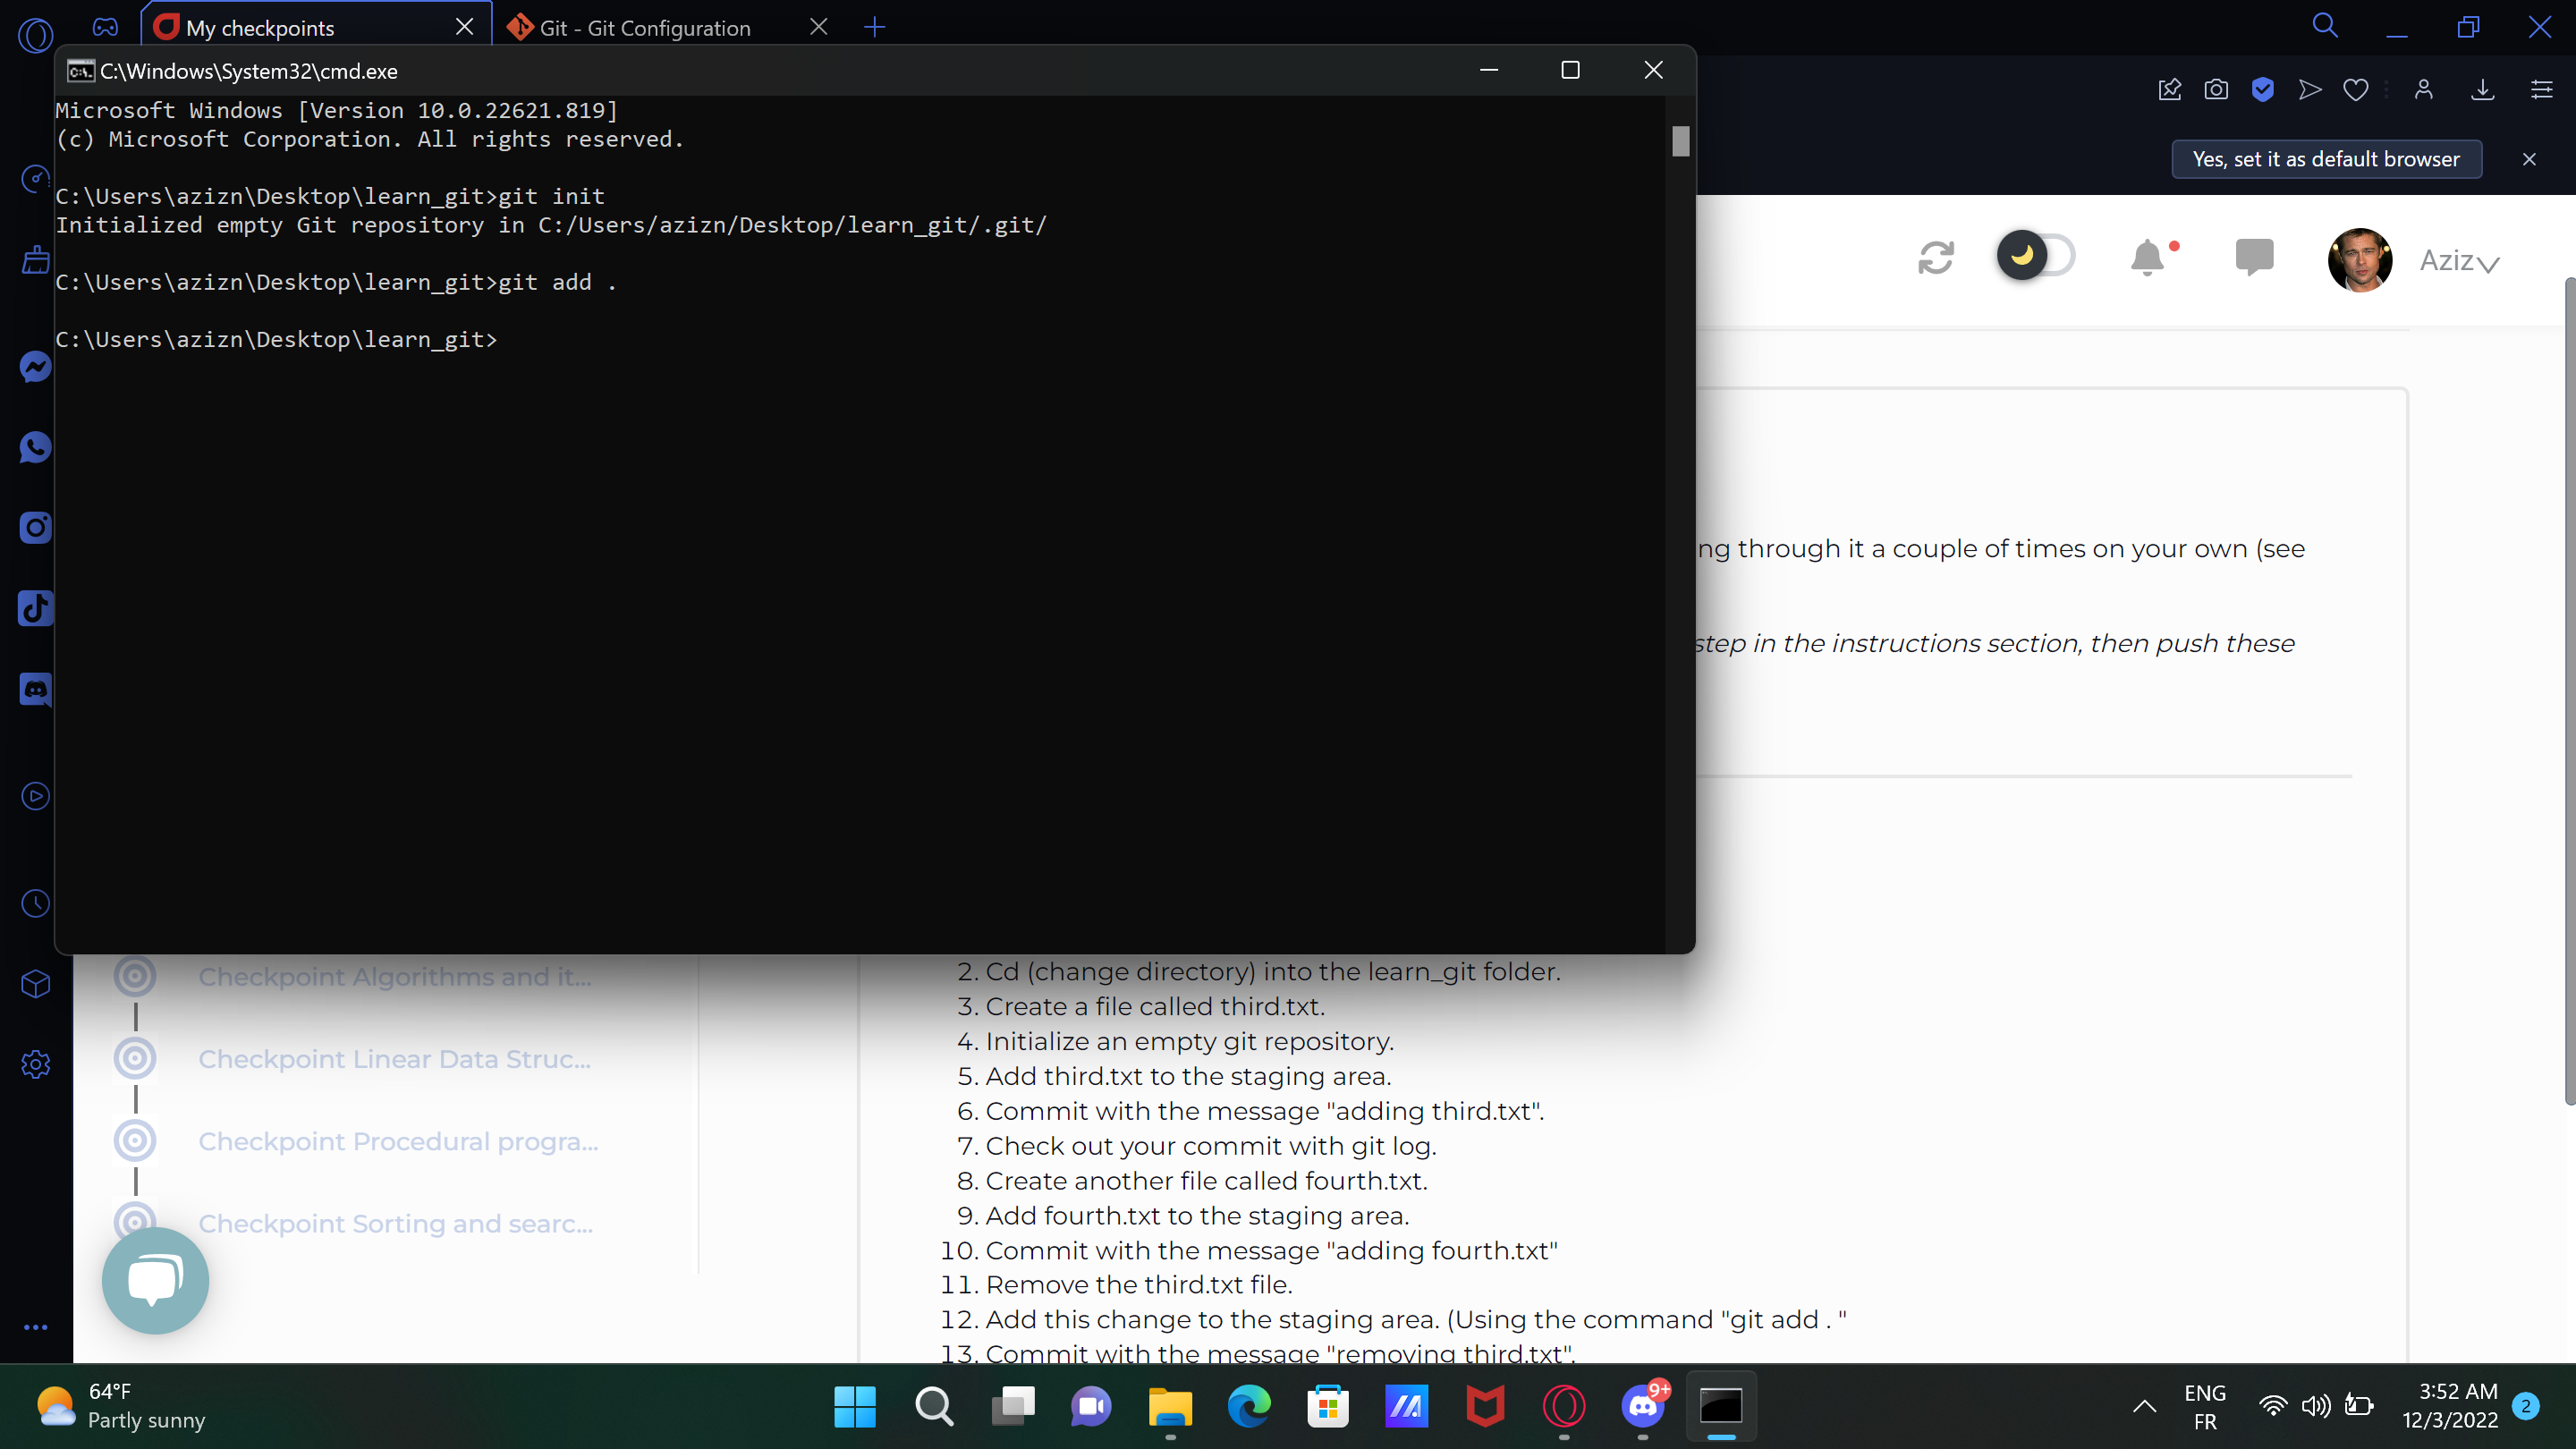 My checkpoints
Git - Git Configuration
C:\Windows\System32\cmd.exe
Microsoft Windows [Version 10.0.22621.819]
(c) Microsoft Corporation. All rights reserved.
C:\Users\azizn\Desktop\learn_git>git init
Initialized empty Git repository in C:/Users/azizn/Desktop/learn_git/.git/
C:\Users\azizn\Desktop\learn_git>git add .
C:\Users\azizn\Desktop\learn_git>
Yes, set it as default browser
Aziz
ng through it a couple of times on your own (see
step in the instructions section, then push these
Checkpoint Algorithms and it...
Checkpoint Linear Data Struc...
Checkpoint Procedural progra...
Checkpoint Sorting and searc...
2. Cd (change directory) into the learn_git folder.
3. Create a file called third.txt.
4. Initialize an empty git repository.
5. Add third.txt to the staging area.
6. Commit with the message "adding third.txt".
7. Check out your commit with git log.
8. Create another file called fourth.txt.
9. Add fourth.txt to the staging area.
10. Commit with the message "adding fourth.txt"
11. Remove the third.txt file.
12. Add this change to the staging area. (Using the command "git add . "
13. Commit with the message "removing third.txt".
64°F
Partly sunny
9+
ENG
FR
3:52 AM
12/3/2022
2